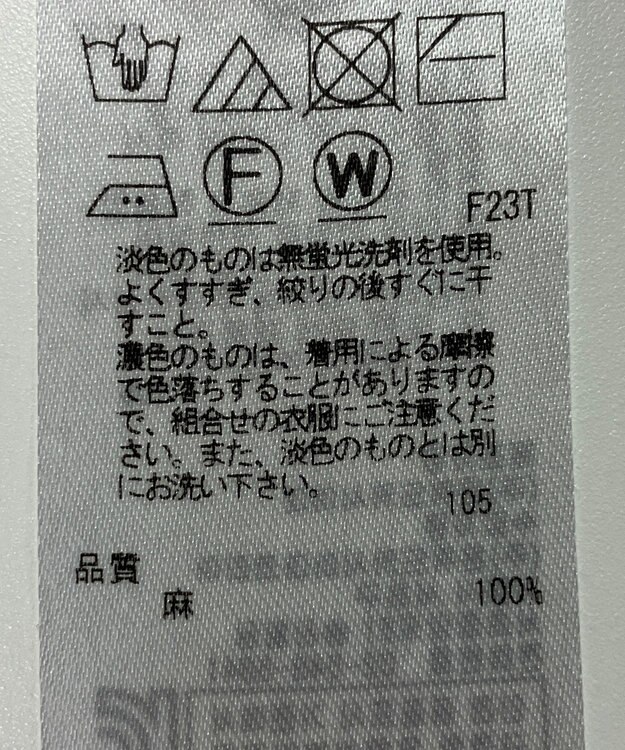 F
W
F23T
淡色のものは無蛍光洗剤を使用。
よくすすぎ、絞りの後すぐに干
すこと。
濃色のものは、着用による摩擦
で色落ちすることがありますの
で、組合せの衣服にご注意くだ
さい。また、淡色のものとは別
にお洗い下さい。
105
品質
麻 100%